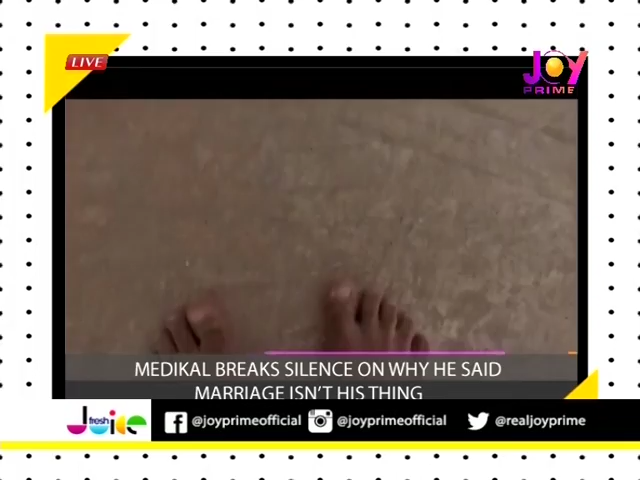 LIVE
JOY
PRIME
MEDIKAL BREAKS SILENCE ON WHY HE SAID
MARRIAGE ISN'T HIS THING
fresh
Juice
@joyprimeofficial
@joyprimeofficial
@realjoyprime